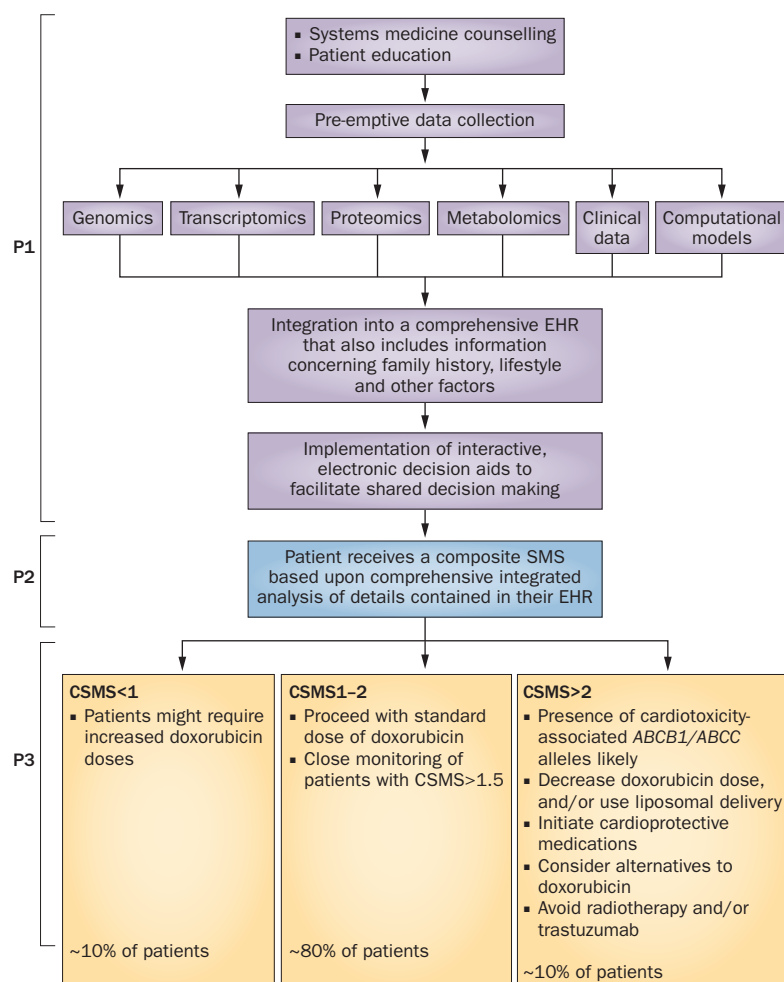 ▪ Systems medicine counselling
▪ Patient education
Pre-emptive data collection
Genomics
Transcriptomics
Proteomics
Metabolomics
Clinical
data
Computational
models
P1
Integration into a comprehensive EHR
that also includes information
concerning family history, lifestyle
and other factors
Implementation of interactive,
electronic decision aids to
facilitate shared decision making
P2
Patient receives a composite SMS
based upon comprehensive integrated
analysis of details contained in their EHR
P3
CSMS<1
▪ Patients might require
increased doxorubicin
doses
~10% of patients
CSMS1–2
▪ Proceed with standard
dose of doxorubicin
▪ Close monitoring of
patients with CSMS>1.5
~80% of patients
CSMS>2
▪ Presence of cardiotoxicity-
associated ABCB1/ABCC
alleles likely
▪ Decrease doxorubicin dose,
and/or use liposomal delivery
▪ Initiate cardioprotective
medications
▪ Consider alternatives to
doxorubicin
▪ Avoid radiotherapy and/or
trastuzumab
~10% of patients